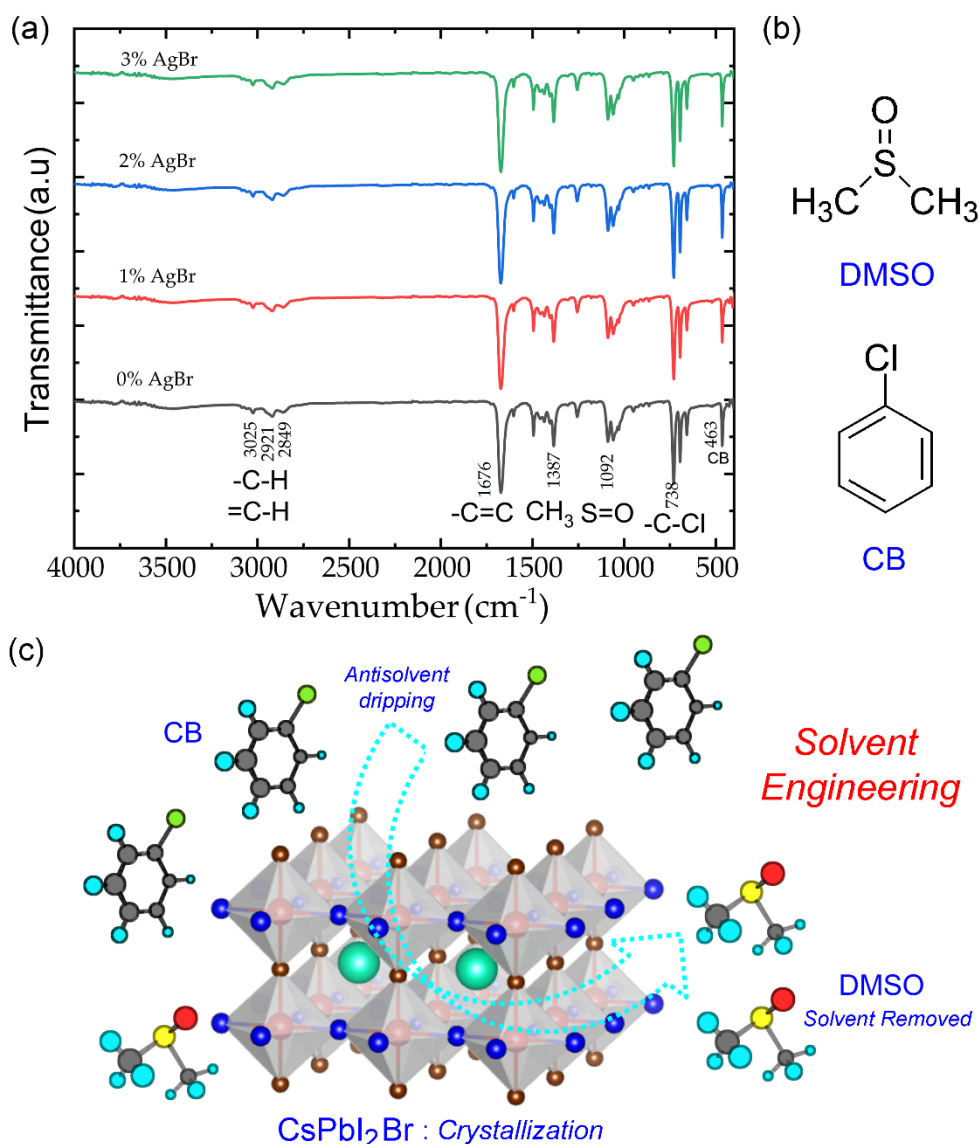 (a)
3% AgBr
2% AgBr
1% AgBr
0% AgBr
3025
2921
2849
1676
1387
1092
738
463
CB
-C-H
=C-H
-C=C
CH3
S=O
-C-Cl
Transmittance (a.u)
4000 3500 3000 2500 2000 1500 1000 500
Wavenumber (cm⁻¹)
(b)
O
S
H3C CH3
DMSO
Cl
CB
(c)
CB
Antisolvent
dripping
Solvent
Engineering
DMSO
Solvent Removed
CsPbI2Br : Crystallization